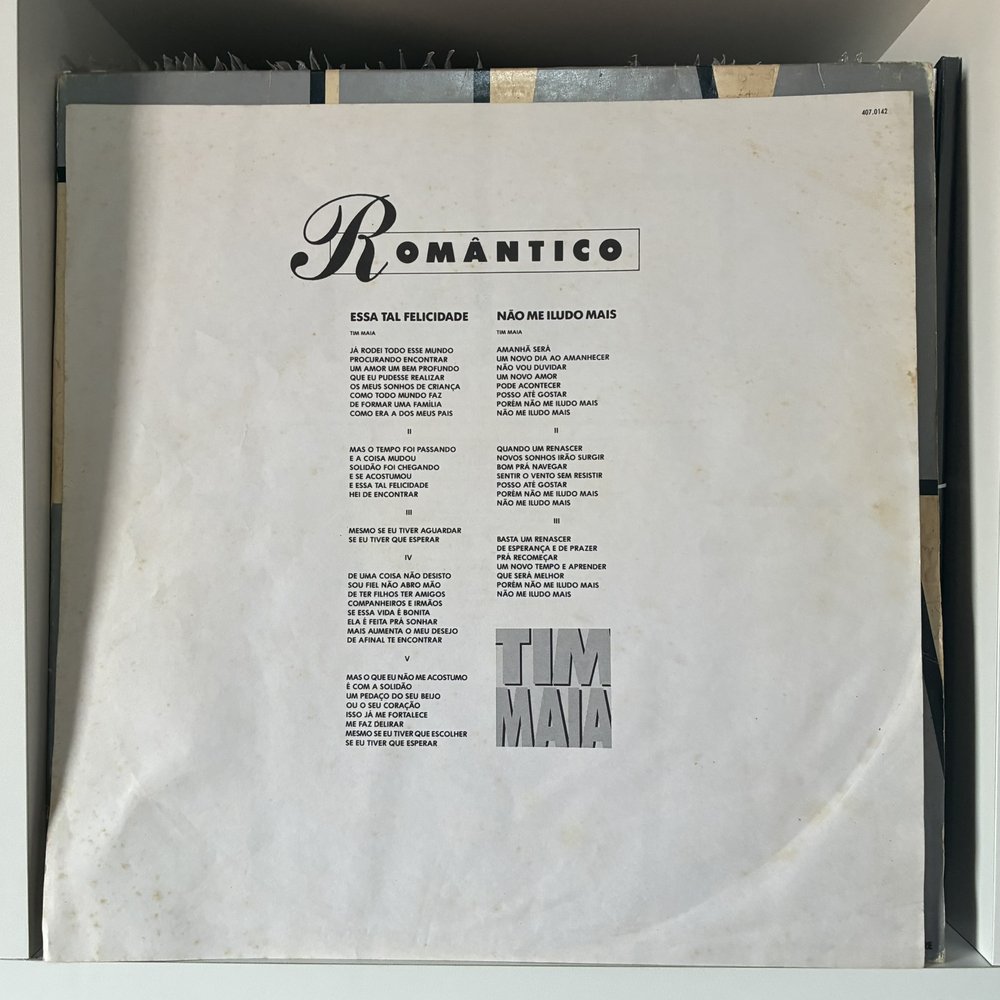 407.0142
ROMÂNTICO
ESSA TAL FELICIDADE
TIM MAIA
JÁ RODEI TODO ESSE MUNDO
PROCURANDO ENCONTRAR
UM AMOR UM BEM PROFUNDO
QUE EU PUDESSE REALIZAR
OS MEUS SONHOS DE CRIANÇA
COMO TODO MUNDO FAZ
DE FORMAR UMA FAMÍLIA
COMO ERA A DOS MEUS PAIS
II
MAS O TEMPO FOI PASSANDO
E A COISA MUDOU
SOLIDÃO FOI CHEGANDO
E SE ACOSTUMOU
E ESSA TAL FELICIDADE
HEI DE ENCONTRAR
III
MESMO SE EU TIVER AGUARDAR
SE EU TIVER QUE ESPERAR
IV
DE UMA COISA NÃO DESISTO
SOU FIEL NÃO ABRO MÃO
DE TER FILHOS TER AMIGOS
COMPANHEIROS E IRMÃOS
SE ESSA VIDA É BONITA
ELA É FEITA PRÁ SONHAR
MAIS AUMENTA O MEU DESEJO
DE AFINAL TE ENCONTRAR
V
MAS O QUE EU NÃO ME ACOSTUMO
É COM A SOLIDÃO
UM PEDAÇO DO SEU BEIJO
OU O SEU CORAÇÃO
ISSO JÁ ME FORTALECE
ME FAZ DELIRAR
MESMO SE EU TIVER QUE ESCOLHER
SE EU TIVER QUE ESPERAR
NÃO ME ILUDO MAIS
TIM MAIA
AMANHÃ SERÁ
UM NOVO DIA AO AMANHECER
NÃO VOU DUVIDAR
UM NOVO AMOR
PODE ACONTECER
POSSO ATÉ GOSTAR
PORÉM NÃO ME ILUDO MAIS
NÃO ME ILUDO MAIS
II
QUANDO UM RENASCER
NOVOS SONHOS IRÃO SURGIR
BOM PRÁ NAVEGAR
SENTIR O VENTO SEM RESISTIR
POSSO ATÉ GOSTAR
PORÉM NÃO ME ILUDO MAIS
NÃO ME ILUDO MAIS
III
BASTA UM RENASCER
DE ESPERANÇA E DE PRAZER
PRÁ RECOMEÇAR
UM NOVO TEMPO E APRENDER
QUE SERÁ MELHOR
PORÉM NÃO ME ILUDO MAIS
NÃO ME ILUDO MAIS
TIM
MAIA